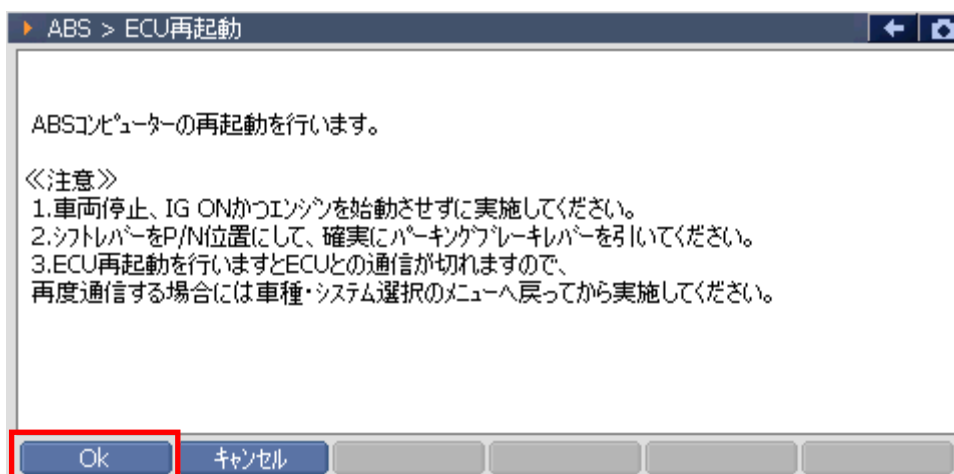 ABS > ECU再起動
ABSｺﾝﾋﾟｭｰﾀｰの再起動を行います。
≪注意≫
1.車両停止、IG ONかつｴﾝｼﾞﾝを始動させずに実施してください。
2.ｼﾌﾄﾚﾊﾞｰをP/N位置にして、確実にﾊﾟｰｷﾝｸﾞﾌﾞﾚｰｷﾚﾊﾞｰを引いてください。
3.ECU再起動を行いますとECUとの通信が切れますので、
再度通信する場合には車種・ｼｽﾃﾑ選択のﾒﾆｭｰへ戻ってから実施してください。
Ok ｷｬﾝｾﾙ